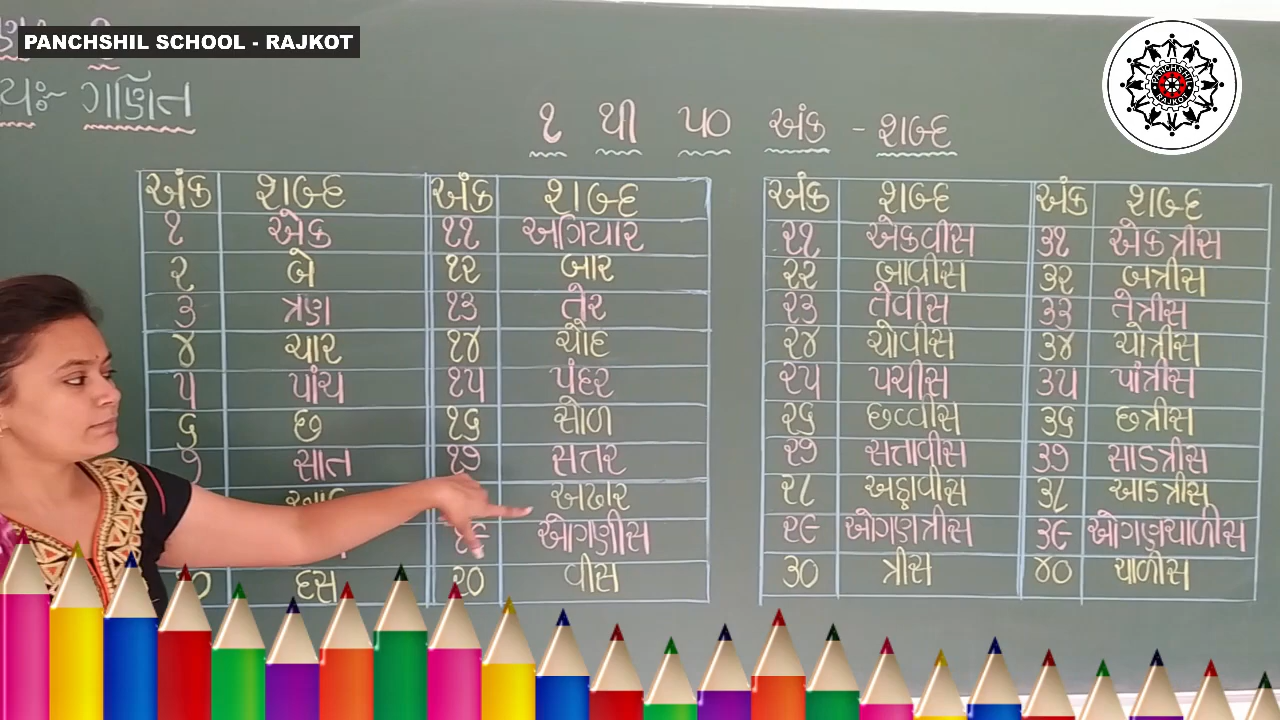 PANCHSHIL SCHOOL - RAJKOT
ગણિત
૧ થી ૫૦ અંક - શબ્દ
અંક શબ્દ અંક શબ્દ અંક શબ્દ અંક શબ્દ
૧ એક ૧૧ અગિયાર ૨૧ એકવીસ ૩૧ એકત્રીસ
૨ બે ૧૨ બાર ૨૨ બાવીસ ૩૨ બત્રીસ
૩ ત્રણ ૧૩ તેર ૨૩ તેવીસ ૩૩ તેત્રીસ
૪ ચાર ૧૪ ચૌદ ૨૪ ચોવીસ ૩૪ ચોત્રીસ
૫ પાંચ ૧૫ પંદર ૨૫ પચીસ ૩૫ પાંત્રીસ
૬ છ ૧૬ સોળ ૨૬ છવ્વીસ ૩૬ છત્રીસ
સાત ૧૭ સત્તર ૨૭ સત્તાવીસ ૩૭ સાડત્રીસ
અઢાર ૨૮ અઠ્ઠાવીસ ૩૮ આડત્રીસ
૧૯ ઓગણીસ ૨૯ ઓગણત્રીસ ૩૯ ઓગણચાળીસ
દસ ૨૦ વીસ ૩૦ ત્રીસ ૪૦ ચાળીસ
PANCHSHIL
RAJKOT